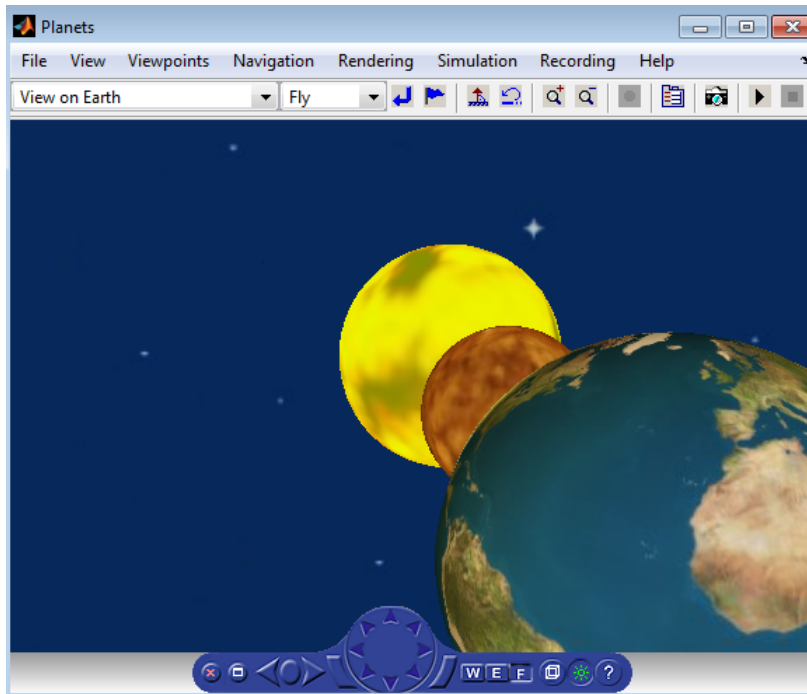 Planets
File View Viewpoints Navigation Rendering Simulation Recording Help
View on Earth Fly
W E F ?